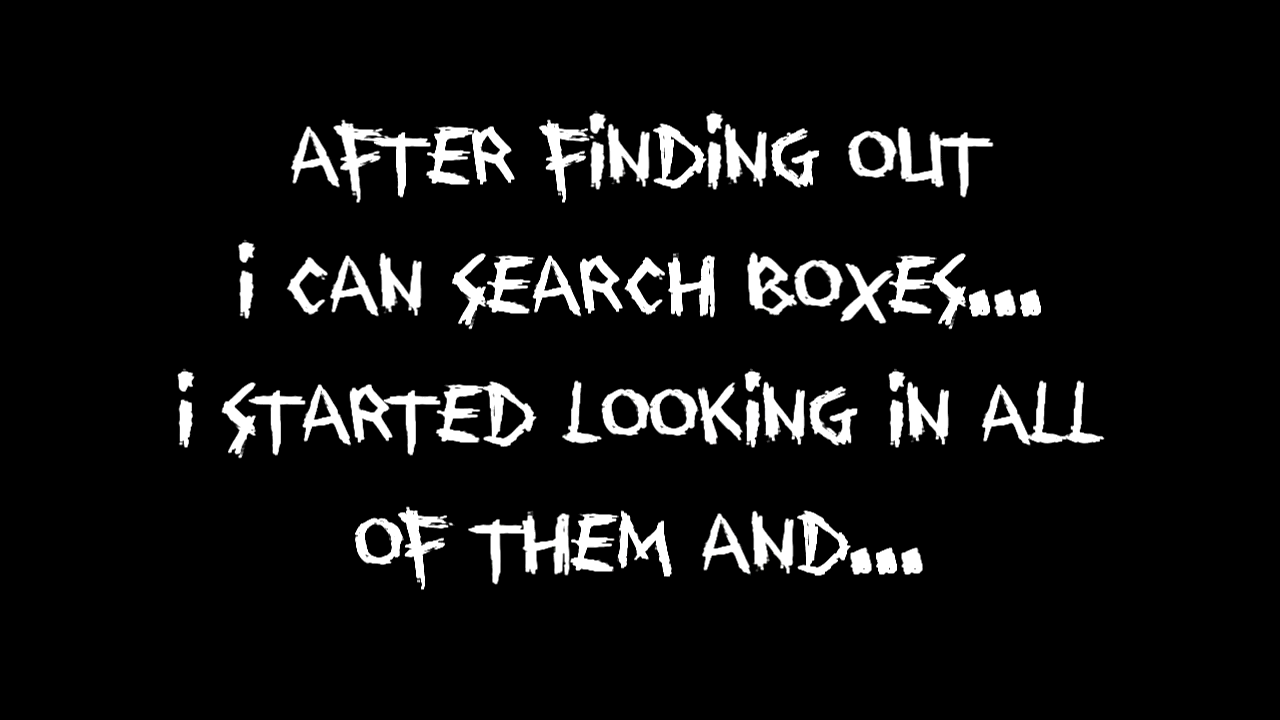 AFTER FINDING OUT
i CAN SEARCH BOXES...
i STARTED LOOKING IN ALL
OF THEM AND...